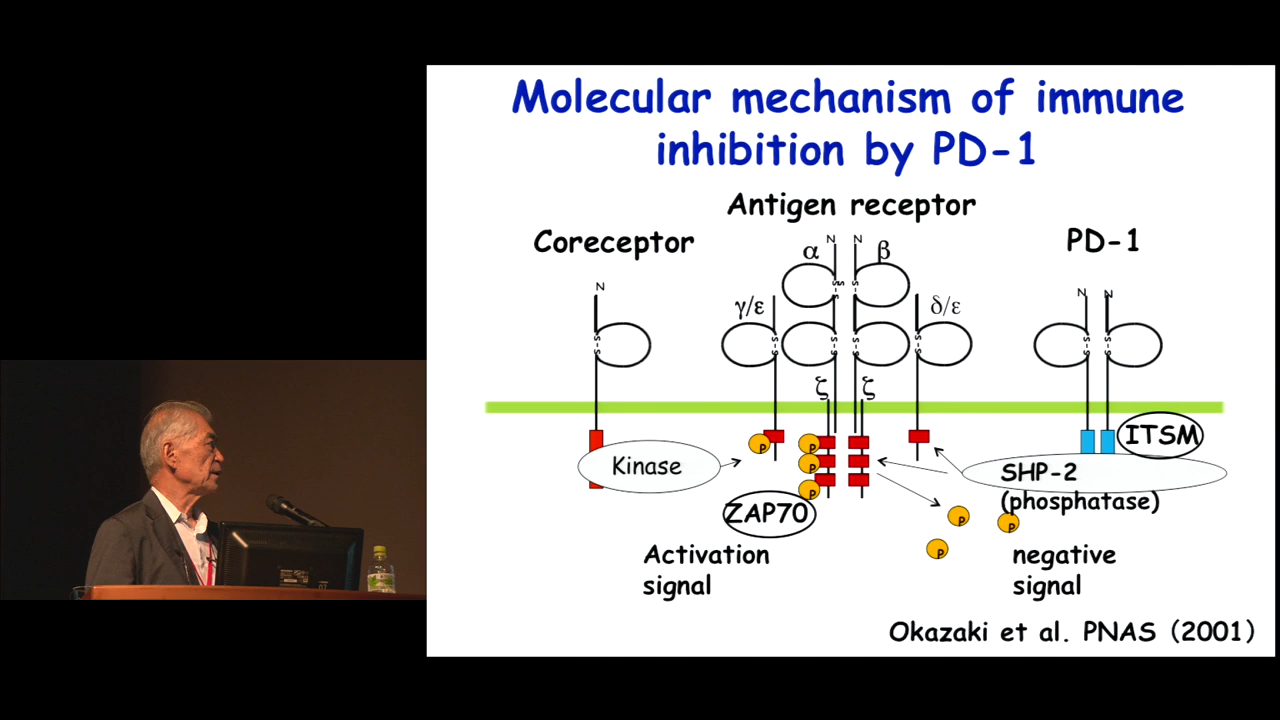 Molecular mechanism of immune
inhibition by PD-1
Antigen receptor
Coreceptor
PD-1
N
N
α
β
N
N
N
γ/ε
δ/ε
S-S
S-S
S-S
S-S
S-S
S-S
S-S
ζ
ζ
ITSM
Kinase
P
P
P
P
SHP-2
(phosphatase)
ZAP70
P
P
P
Activation
signal
negative
signal
Okazaki et al. PNAS (2001)